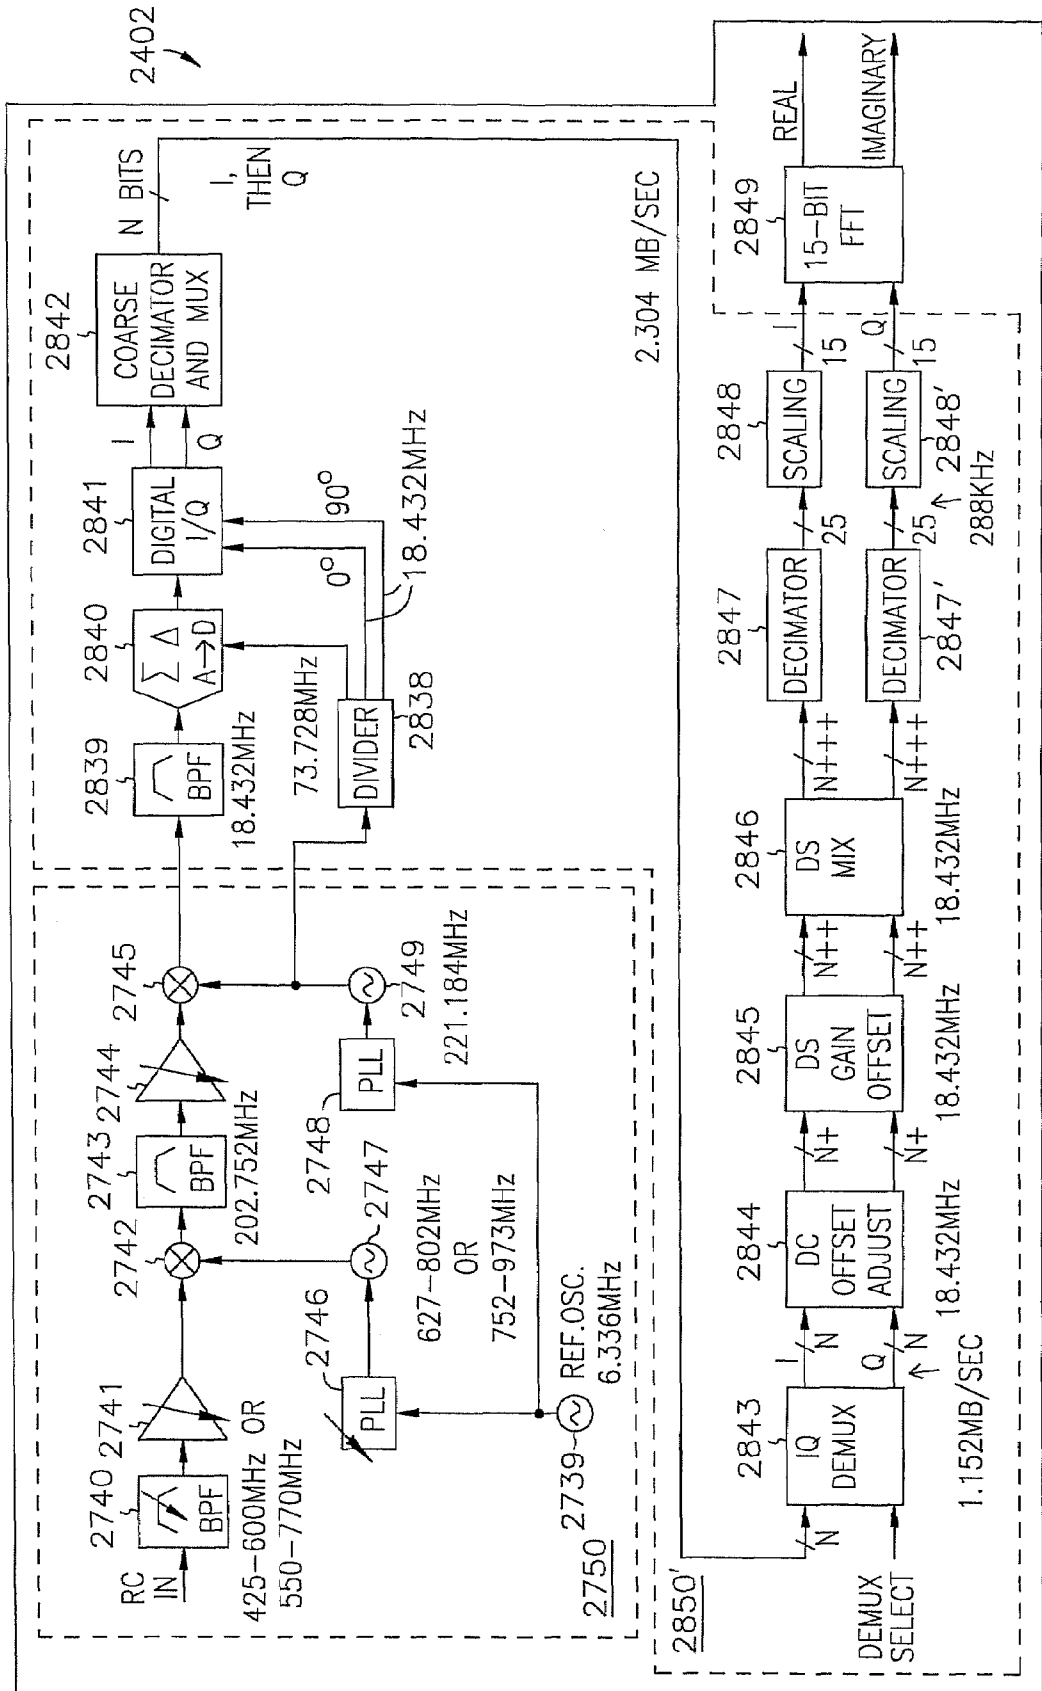 2402
RC
IN
2740
BPF
425-600MHz OR
550-770MHz
2741
2742
2743
BPF
202.752MHz
2744
2745
2746
PLL
2747
627-802MHz
OR
752-973MHz
2748
PLL
2749
221.184MHz
2739
REF.OSC.
6.336MHz
2750
2839
BPF
18.432MHz
2840
Σ Δ
A→D
2841
DIGITAL
I/Q
I
Q
2842
COARSE
DECIMATOR
AND MUX
N BITS
I,
THEN
Q
73.728MHz
DIVIDER
2838
0°
90°
18.432MHz
2.304 MB/SEC
2850'
N
DEMUX
SELECT
2843
IQ
DEMUX
I
N
Q
N
1.152MB/SEC
2844
DC
OFFSET
ADJUST
18.432MHz
N+
N+
2845
DS
GAIN
OFFSET
18.432MHz
N++
N++
2846
DS
MIX
18.432MHz
N+++
N+++
2847
DECIMATOR
DECIMATOR
2847'
25
25
288KHz
2848
SCALING
SCALING
2848'
I
15
Q
15
2849
15-BIT
FFT
REAL
IMAGINARY